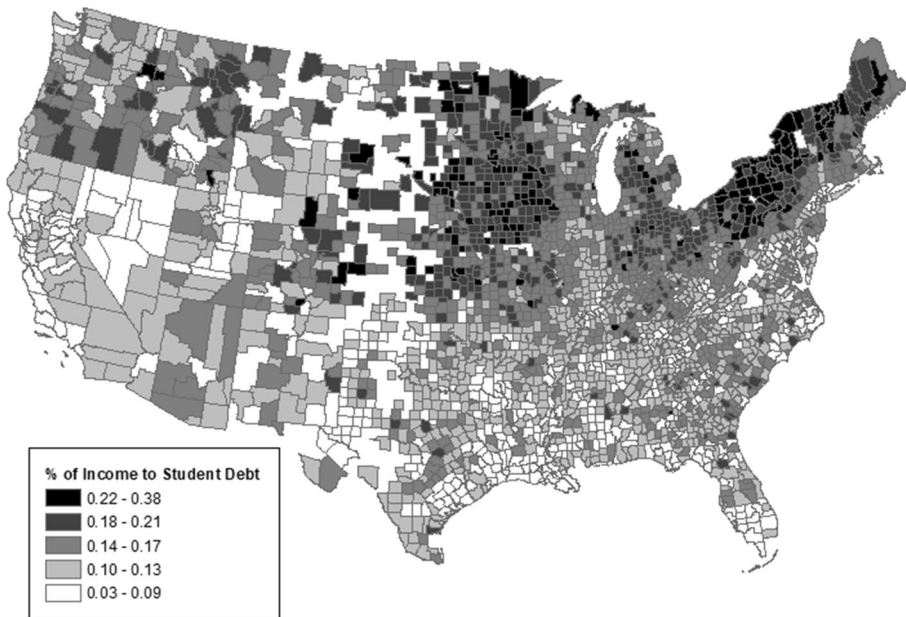 % of Income to Student Debt
0.22 - 0.38
0.18 - 0.21
0.14 - 0.17
0.10 - 0.13
0.03 - 0.09